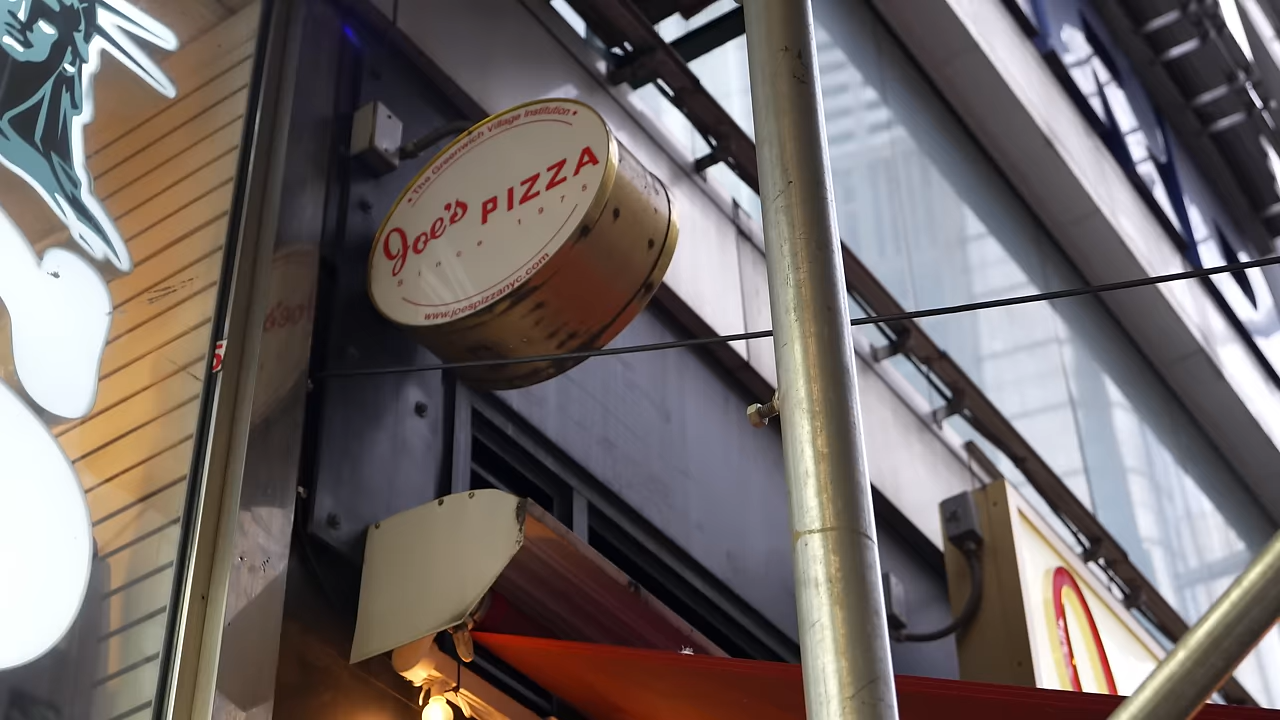 • The Greenwich Village Institution •
Joe's PIZZA
Since 1975
www.joespizzanyc.com